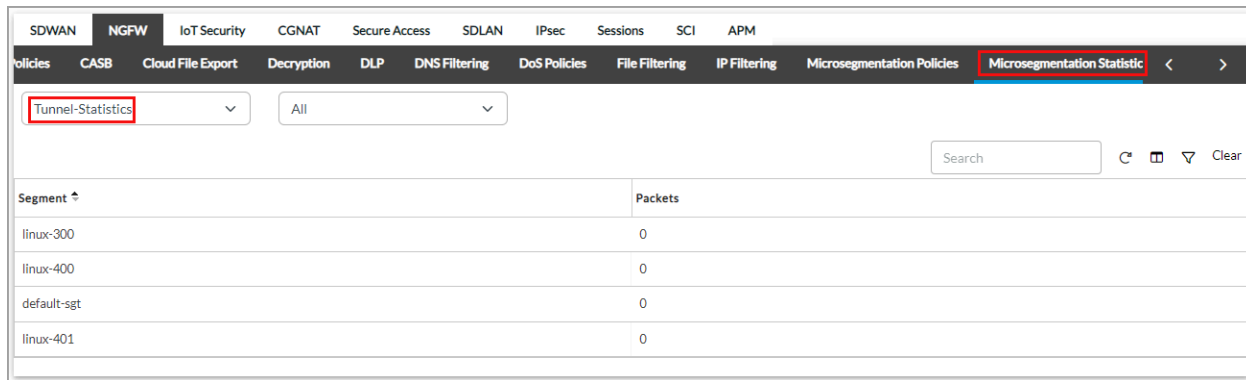 SDWAN NGFW IoT Security CGNAT Secure Access SDLAN IPsec Sessions SCI APM
olicies CASB Cloud File Export Decryption DLP DNS Filtering DoS Policies File Filtering IP Filtering Microsegmentation Policies Microsegmentation Statistic
Tunnel-Statistics All
Search Clear
Segment Packets
linux-300 0
linux-400 0
default-sgt 0
linux-401 0